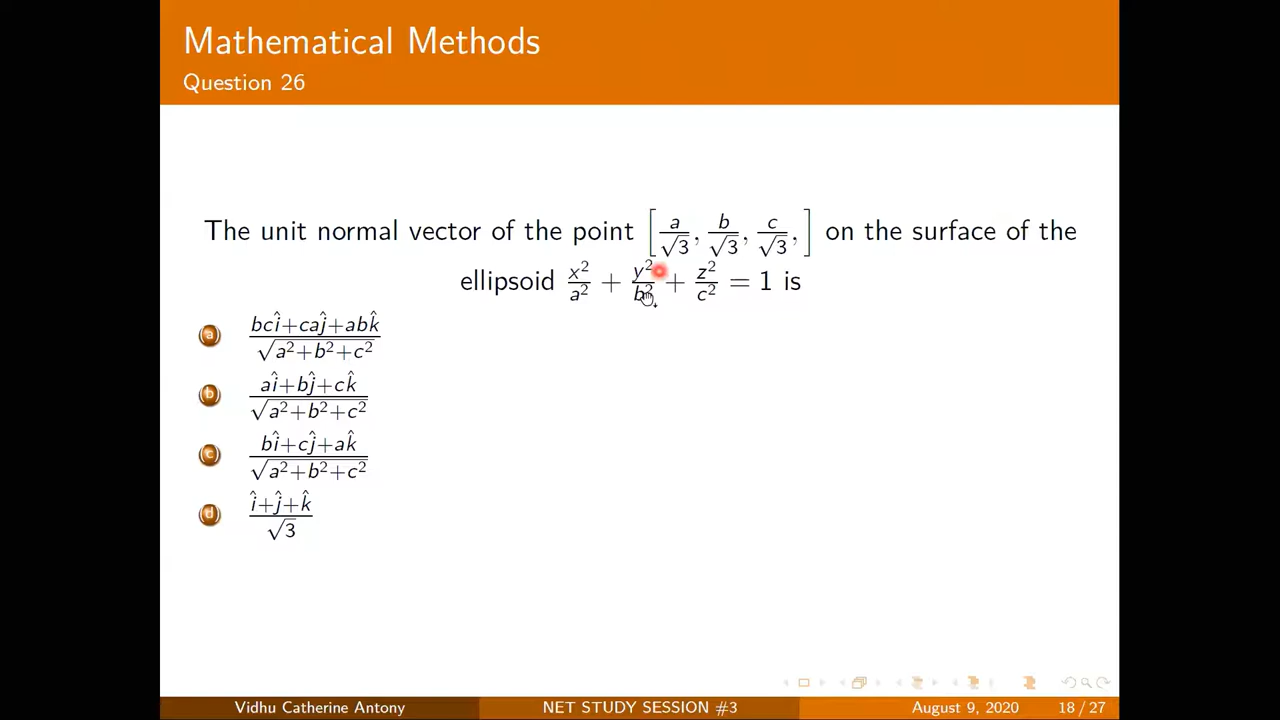 Mathematical Methods
Question 26
The unit normal vector of the point [a/√3, b/√3, c/√3,] on the surface of the
ellipsoid x²/a² + y²/b² + z²/c² = 1 is
a (bcî+caĵ+abk̂)/√(a²+b²+c²)
b (aî+bĵ+ck̂)/√(a²+b²+c²)
c (bî+cĵ+ak̂)/√(a²+b²+c²)
d (î+ĵ+k̂)/√3
Vidhu Catherine Antony NET STUDY SESSION #3 August 9, 2020 18 / 27